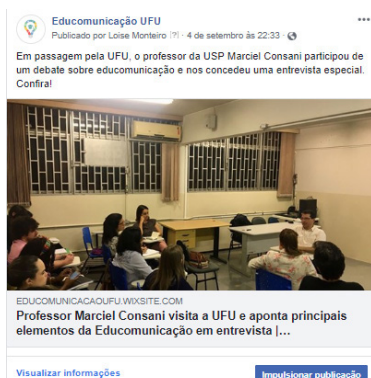 Educomunicação UFU
Publicado por Loise Monteiro [?] · 4 de setembro às 22:33 ·
Em passagem pela UFU, o professor da USP Marciel Consani participou de
um debate sobre educomunicação e nos concedeu uma entrevista especial.
Confira!
EDUCOMUNICACAOUFU.WIXSITE.COM
Professor Marciel Consani visita a UFU e aponta principais
elementos da Educomunicação em entrevista |...
Visualizar informações
Impulsionar publicação